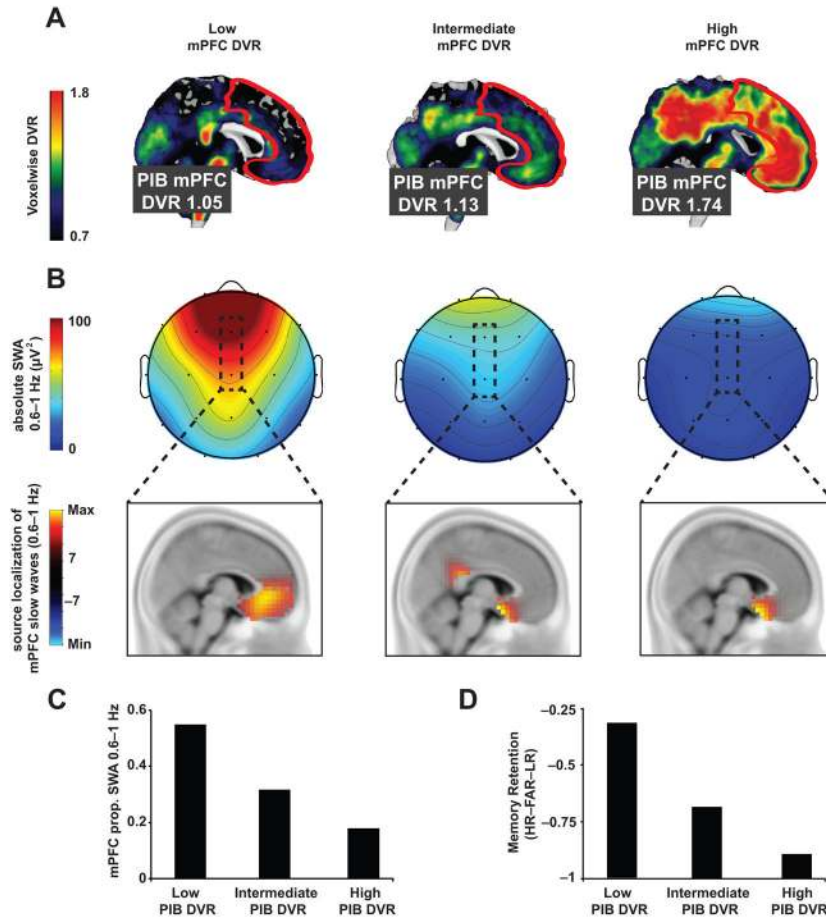 A
Low
mPFC DVR
Intermediate
mPFC DVR
High
mPFC DVR
Voxelwise DVR
1.8
0.7
PIB mPFC
DVR 1.05
PIB mPFC
DVR 1.13
PIB mPFC
DVR 1.74
B
absolute SWA
0.6–1 Hz (µV²)
100
0
source localization of
mPFC slow waves (0.6–1 Hz)
Max
7
–7
Min
C
mPFC prop. SWA 0.6–1 Hz
0.6
0.4
0.2
0
Low
PIB DVR
Intermediate
PIB DVR
High
PIB DVR
D
Memory Retention
(HR–FAR–LR)
–0.25
–0.5
–0.75
–1
Low
PIB DVR
Intermediate
PIB DVR
High
PIB DVR